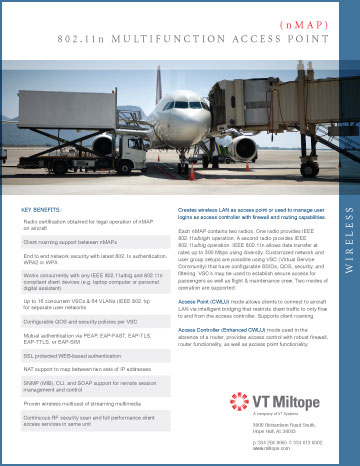 (nMAP)
802.11n MULTIFUNCTION ACCESS POINT
WIRELESS
KEY BENEFITS:
Radio certification obtained for legal operation of nMAP
on aircraft
Client roaming support between nMAPs
End to end network security with latest 802.1x authentication,
WPA2 or WPA
Works concurrently with any IEEE 802.11a/b/g and 802.11n
compliant client devices (e.g. laptop computer or personal
digital assistant)
Up to 16 concurrent VSCs & 64 VLANs (IEEE 802.1q)
for separate user networks
Configurable QOS and security policies per VSC
Mutual authentication via PEAP, EAP-FAST, EAP-TLS,
EAP-TTLS, or EAP-SIM
SSL protected WEB-based authentication
NAT support to map between two sets of IP addresses
SNMP (MIB), CLI, and SOAP support for remote session
management and control
Proven wireless multicast of streaming multimedia
Continuous RF security scan and full performance client
access services in same unit
Creates wireless LAN as access point or used to manage user
logins as access controller with firewall and routing capabilities.
Each nMAP contains two radios. One radio provides IEEE
802.11a/b/g/n operation. A second radio provides IEEE
802.11a/b/g operation. IEEE 802.11n allows data transfer at
rates up to 300 Mbps using diversity. Customized network and
user group setups are possible using VSC (Virtual Service
Community) that have configurable SSIDs, QOS, security, and
filtering. VSC's may be used to establish secure access for
passengers as well as flight & maintenance crew. Two modes of
operation are supported:
Access Point (CWLU) mode allows clients to connect to aircraft
LAN via intelligent bridging that restricts client traffic to only flow
to and from the access controller. Supports client roaming.
Access Controller (Enhanced CWLU) mode used in the
absence of a router, provides access control with robust firewall,
router functionality, as well as access point functionality.
VT Miltope
A company of VT Systems
3800 Richardson Road South,
Hope Hull, AL 36043
www.miltope.com